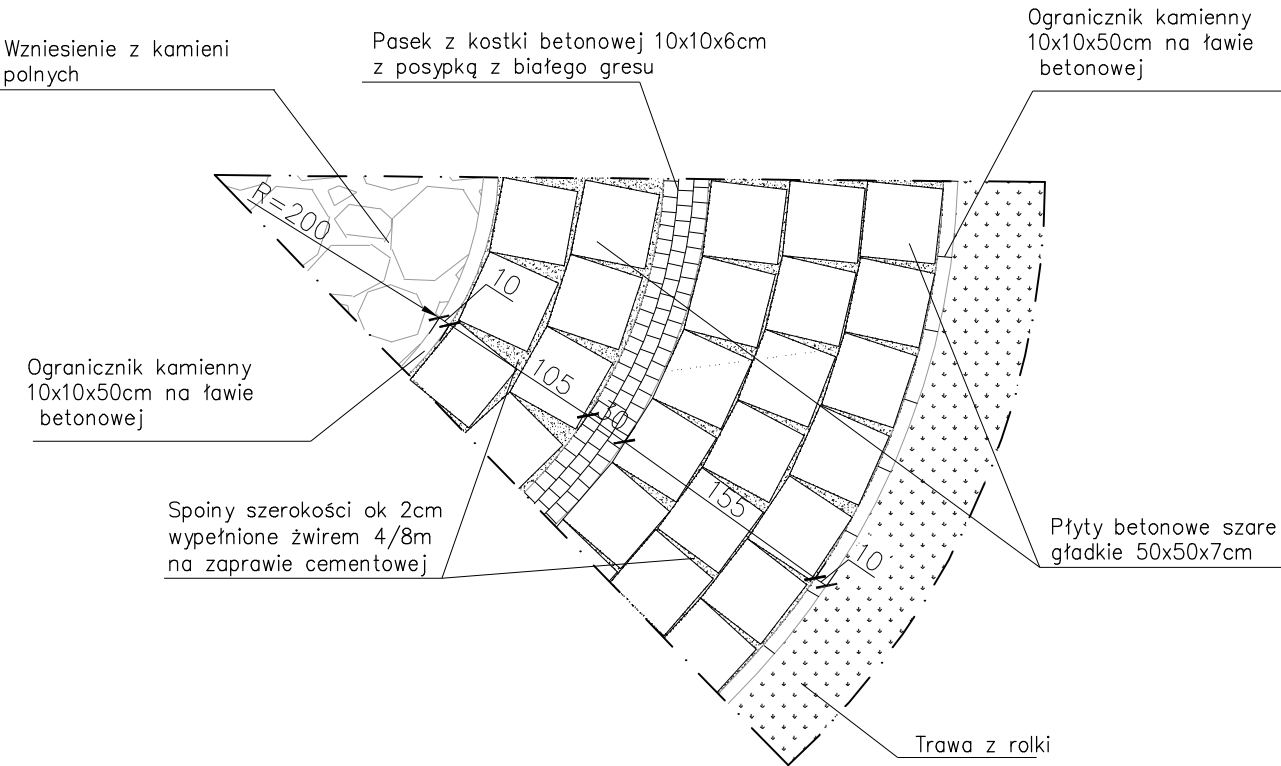 Wzniesienie z kamieni
polnych
Pasek z kostki betonowej 10x10x6cm
z posypką z białego gresu
Ogranicznik kamienny
10x10x50cm na ławie
betonowej
R=200
10
105
155
10
Ogranicznik kamienny
10x10x50cm na ławie
betonowej
Spoiny szerokości ok 2cm
wypełnione żwirem 4/8m
na zaprawie cementowej
Płyty betonowe szare
gładkie 50x50x7cm
Trawa z rolki